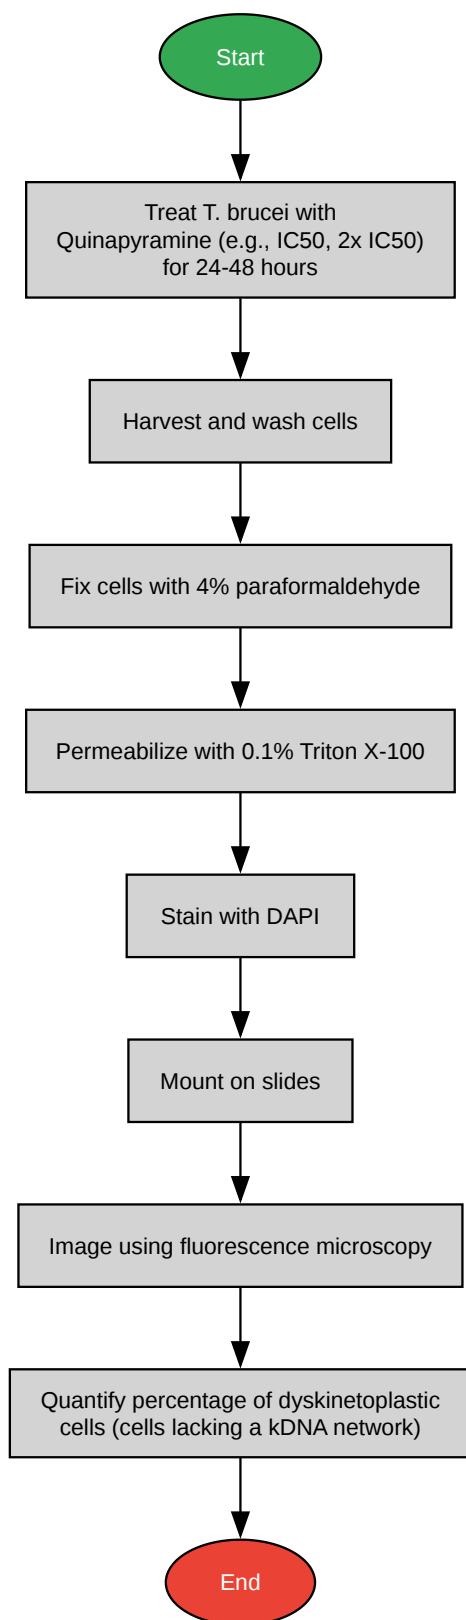 Start
Treat T. brucei with
Quinapyramine (e.g., IC50, 2x IC50)
for 24-48 hours
Harvest and wash cells
Fix cells with 4% paraformaldehyde
Permeabilize with 0.1% Triton X-100
Stain with DAPI
Mount on slides
Image using fluorescence microscopy
Quantify percentage of dyskinetoplastic
cells (cells lacking a kDNA network)
End